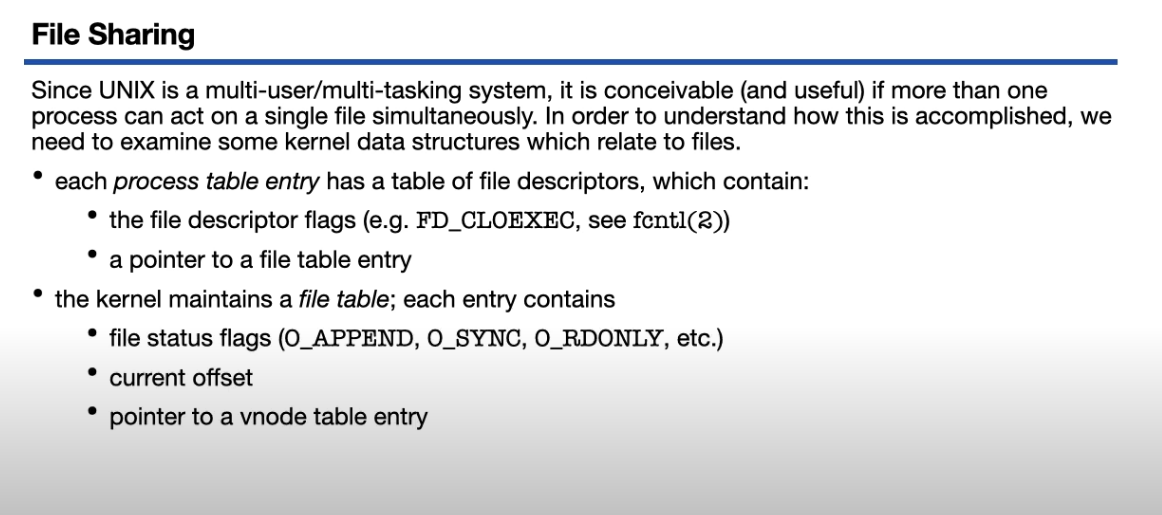 File Sharing
Since UNIX is a multi-user/multi-tasking system, it is conceivable (and useful) if more than one
process can act on a single file simultaneously. In order to understand how this is accomplished, we
need to examine some kernel data structures which relate to files.
• each process table entry has a table of file descriptors, which contain:
• the file descriptor flags (e.g. FD_CLOEXEC, see fcntl(2))
• a pointer to a file table entry
• the kernel maintains a file table; each entry contains
• file status flags (O_APPEND, O_SYNC, O_RDONLY, etc.)
• current offset
• pointer to a vnode table entry